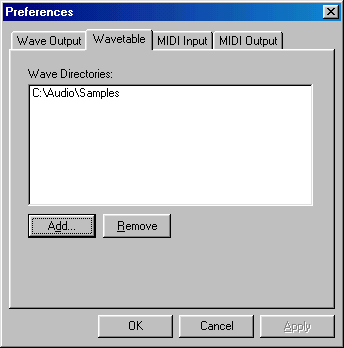 Preferences
Wave Output Wavetable MIDI Input MIDI Output
Wave Directories:
C:\Audio\Samples
Add... Remove
OK Cancel Apply